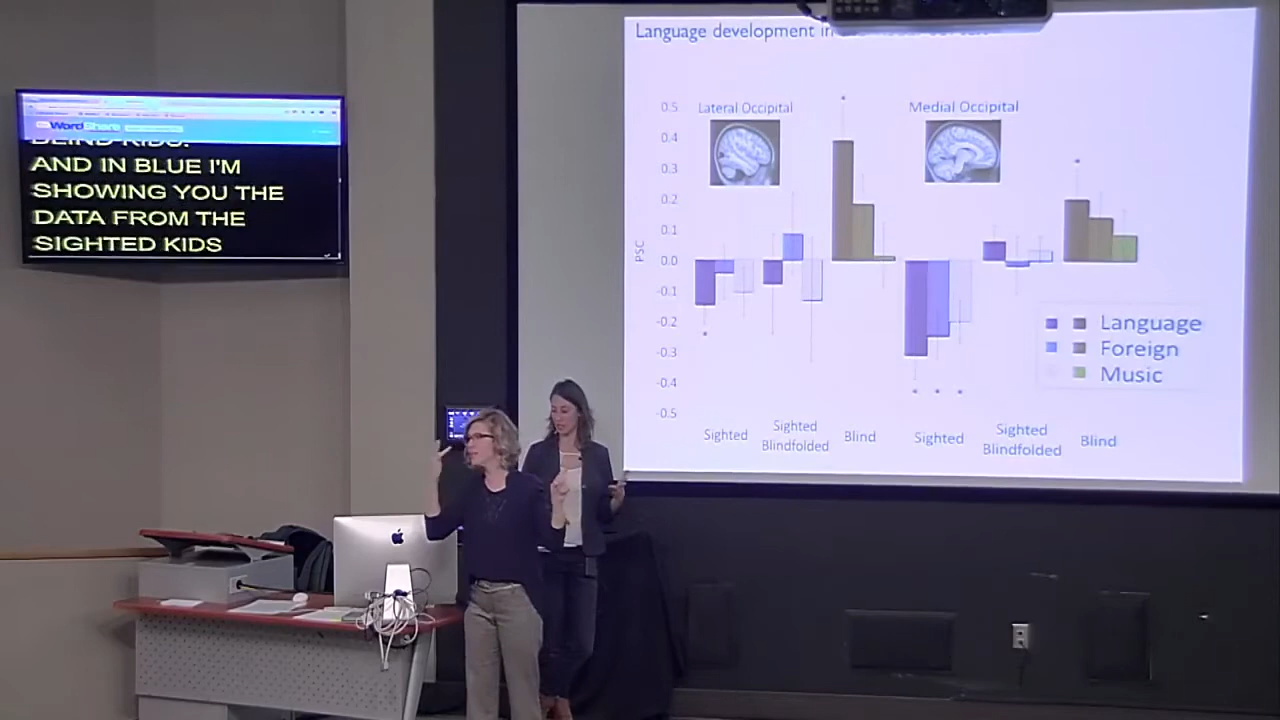 WordShare
BLIND KIDS.
AND IN BLUE I'M
SHOWING YOU THE
DATA FROM THE
SIGHTED KIDS
Language development in
Lateral Occipital
Medial Occipital
PSC
0.5
0.4
0.3
0.2
0.1
0.0
-0.1
-0.2
-0.3
-0.4
-0.5
Language
Foreign
Music
Sighted
Sighted
Blindfolded
Blind
Sighted
Sighted
Blindfolded
Blind